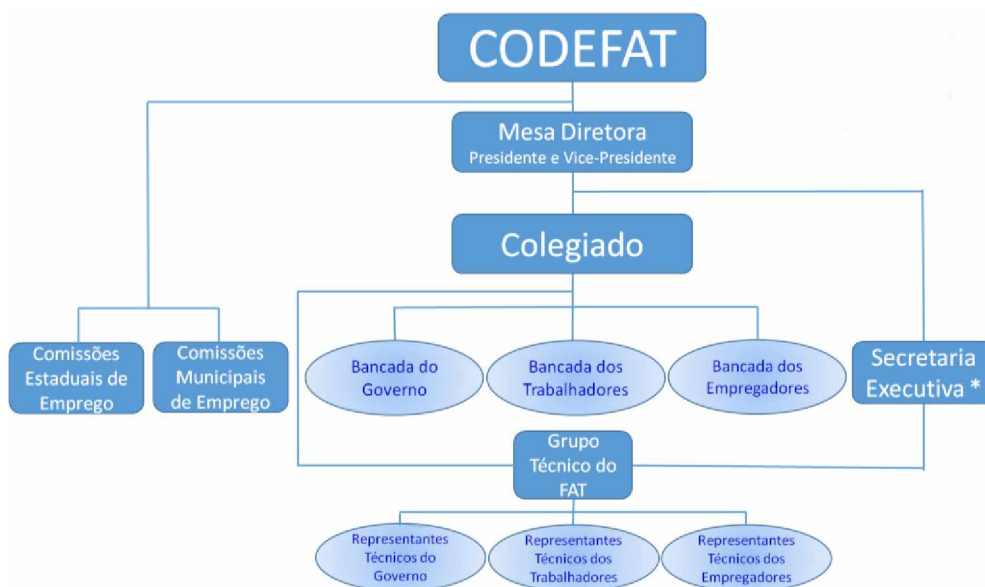 CODEFAT
Mesa Diretora
Presidente e Vice-Presidente
Colegiado
Comissões
Estaduais de
Emprego
Comissões
Municipais
de Emprego
Bancada do
Governo
Bancada dos
Trabalhadores
Bancada dos
Empregadores
Secretaria
Executiva *
Grupo
Técnico do
FAT
Representantes
Técnicos do
Governo
Representantes
Técnicos dos
Trabalhadores
Representantes
Técnicos dos
Empregadores